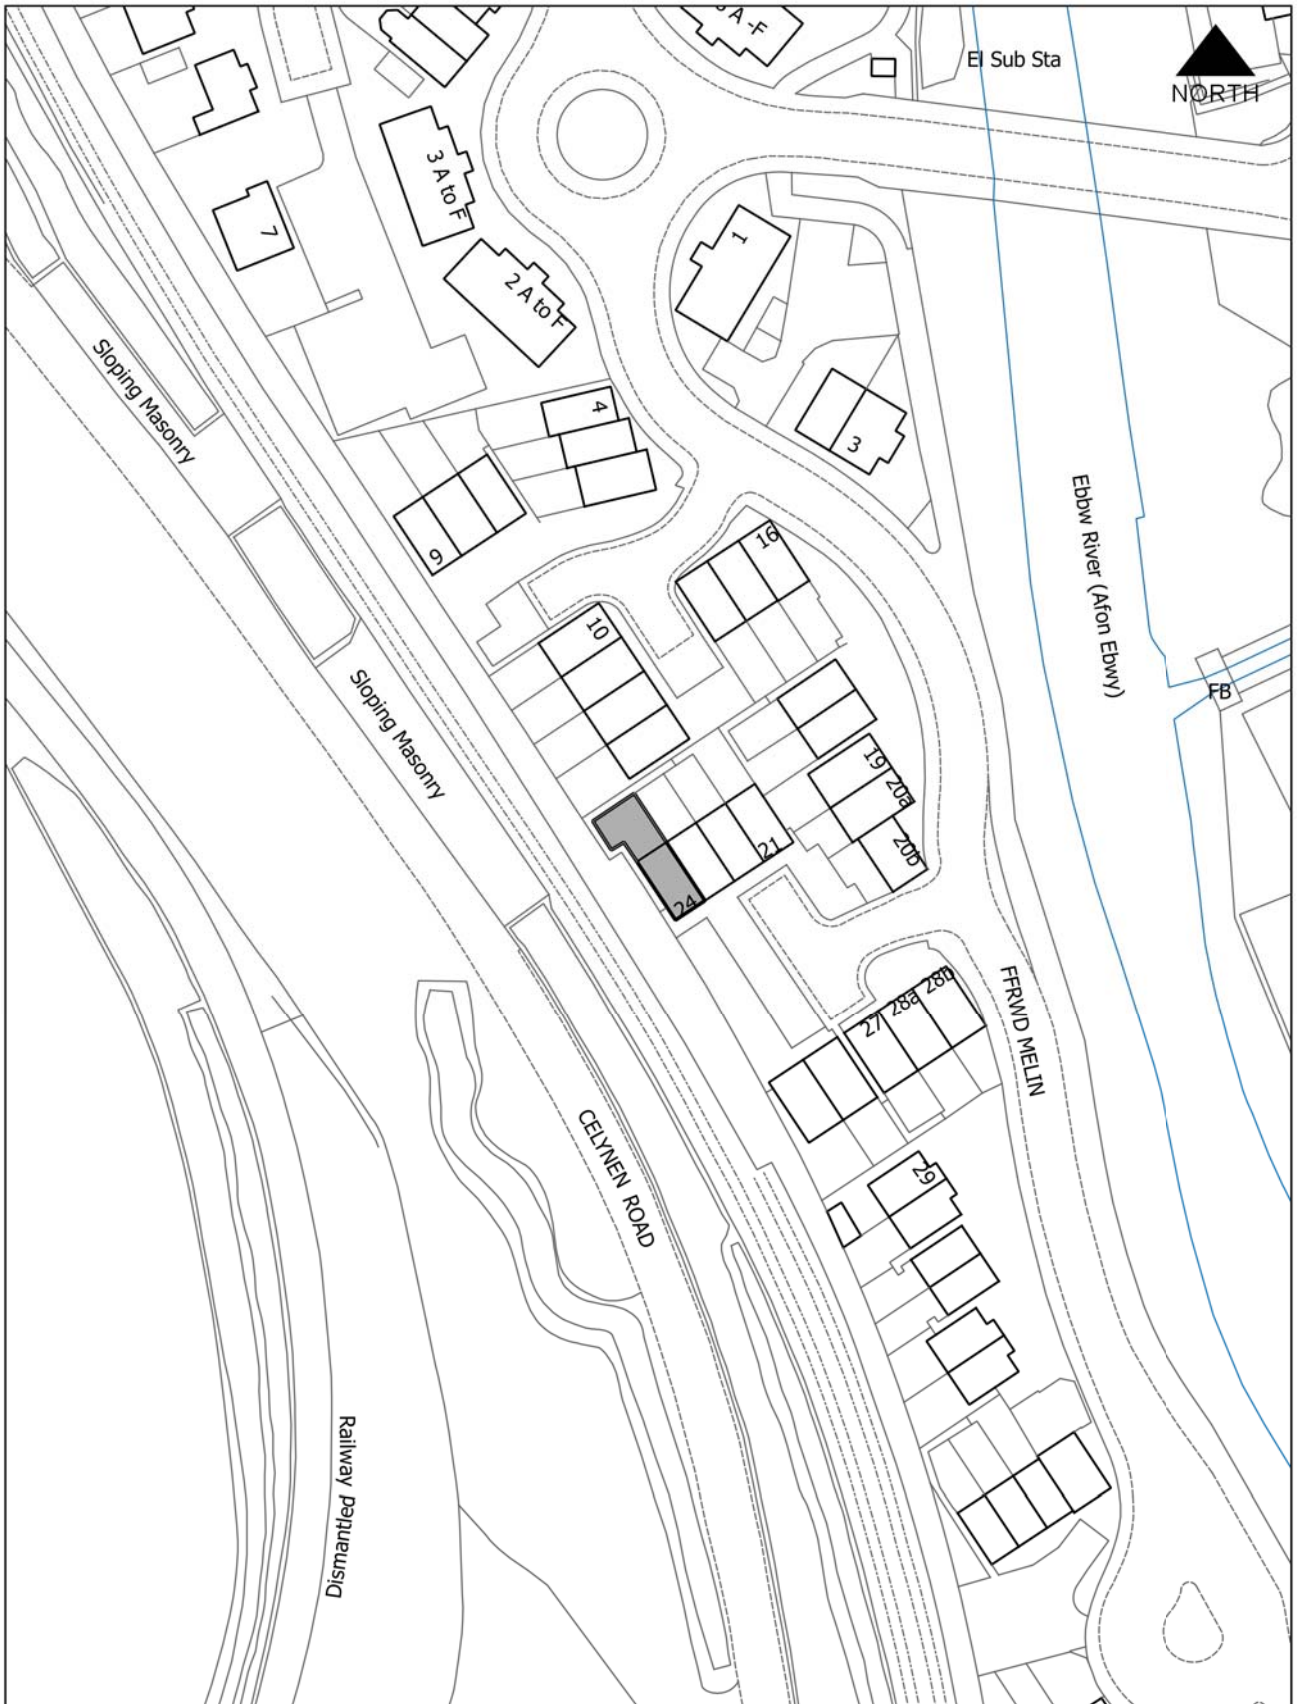 5 A -F
El Sub Sta
NORTH
3 A to F
7
1
2 A to F
Sloping Masonry
4
3
9
16
Ebbw River (Afon Ebwy)
10
FB
Sloping Masonry
19
20a
20b
21
24
27
28a
28b
FFRWD MELIN
CELYNEN ROAD
29
Dismantled Railway